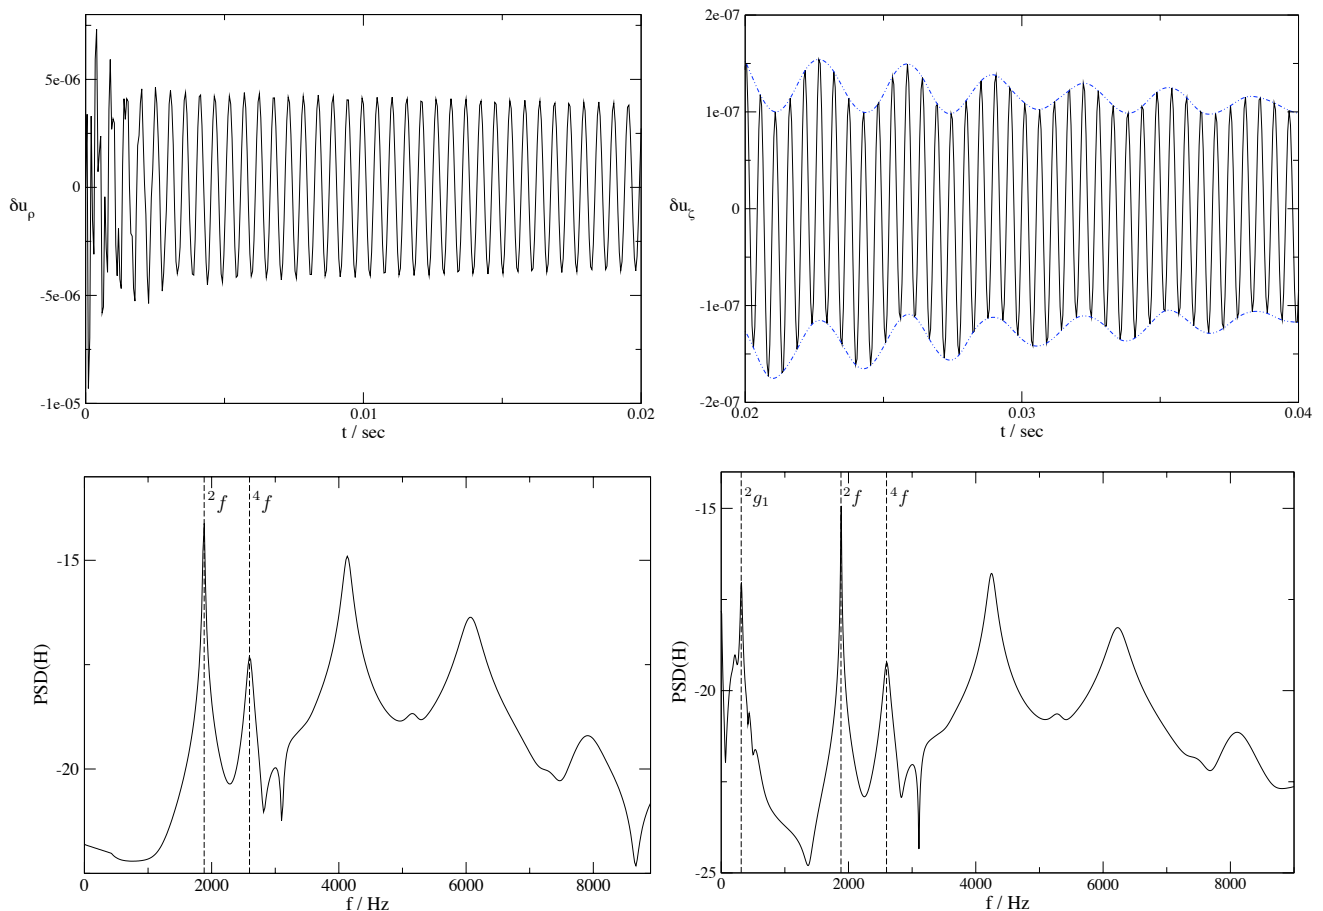 5e-06
0
-5e-06
-1e-05
δu_ρ
0
0.01
0.02
t / sec
2e-07
1e-07
0
-1e-07
-2e-07
δu_ζ
0.02
0.03
0.04
t / sec
²f
⁴f
-15
-20
PSD(H)
0
2000
4000
6000
8000
f / Hz
²g₁
²f
⁴f
-15
-20
-25
PSD(H)
0
2000
4000
6000
8000
f / Hz